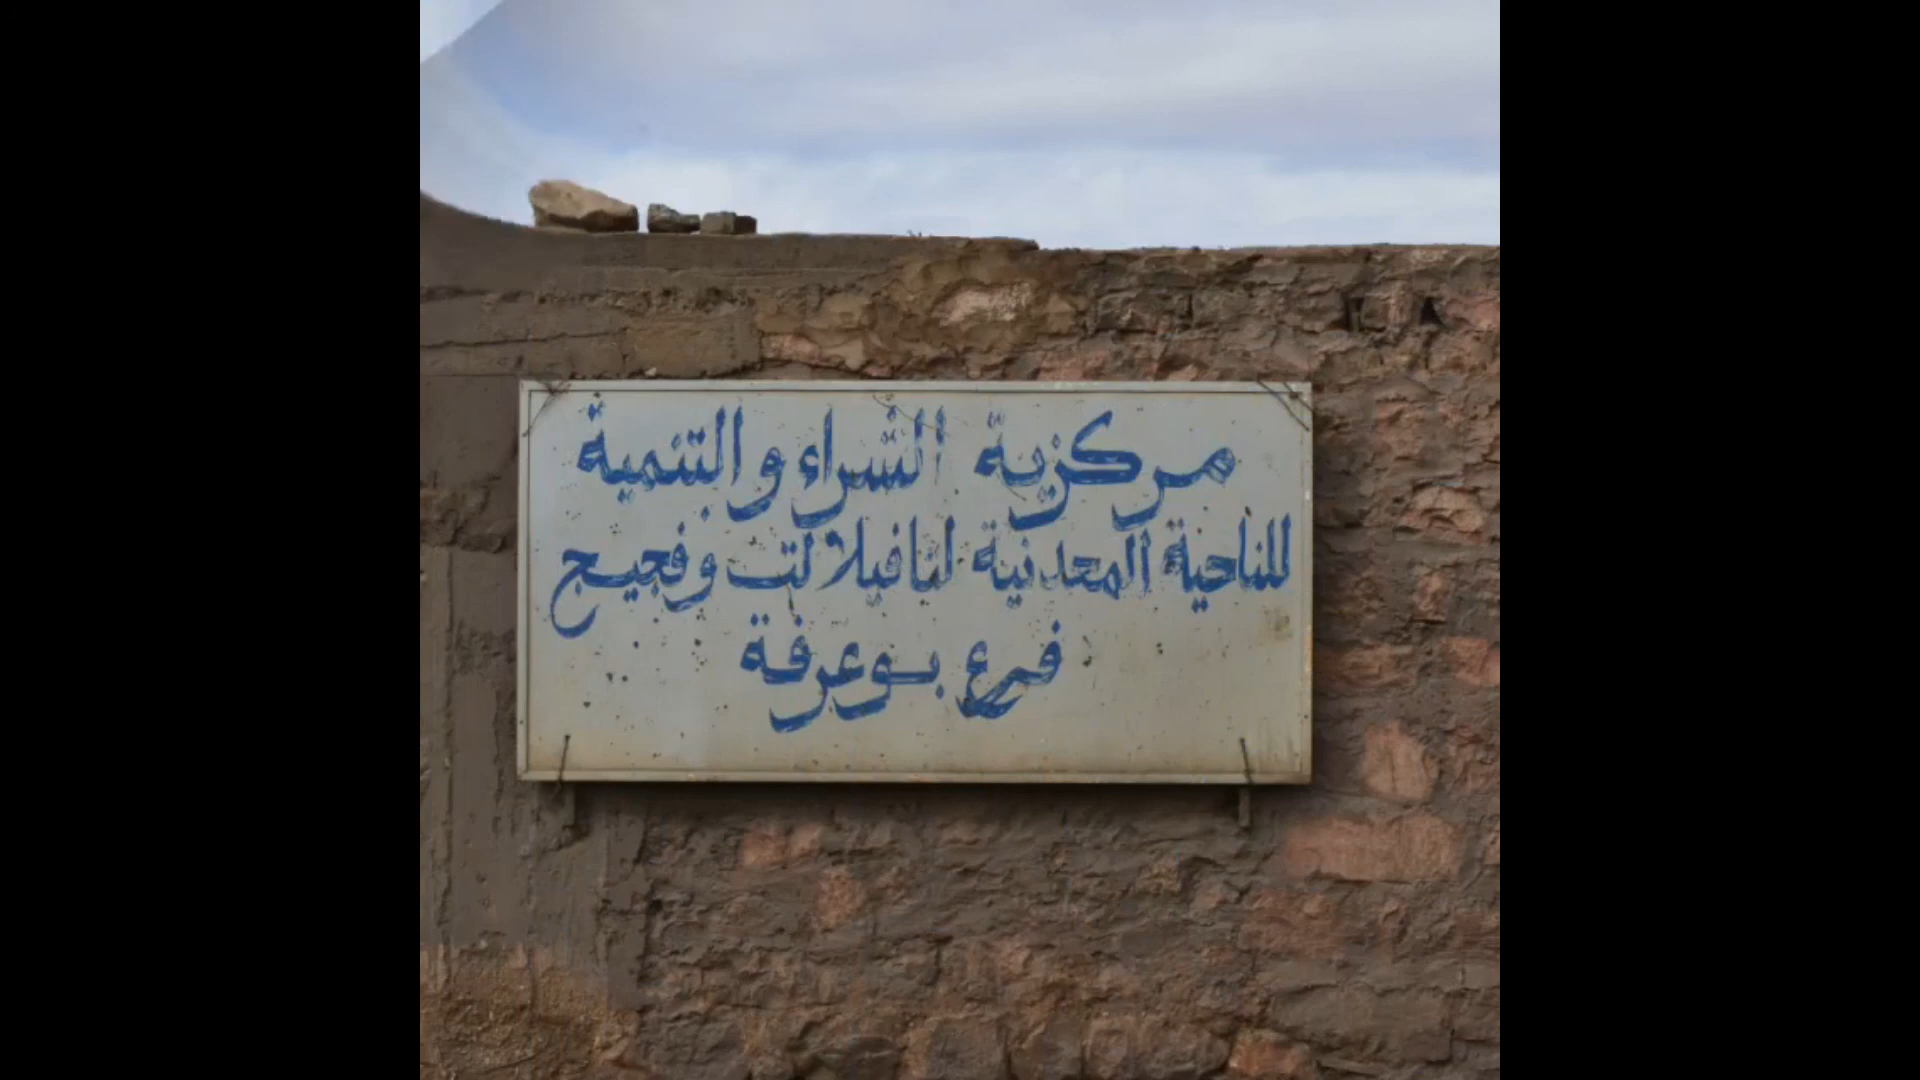 مركزية الشراء والتنمية
للناحية المعدنية لتافيلالت وفجيج
فرع بوعرفة